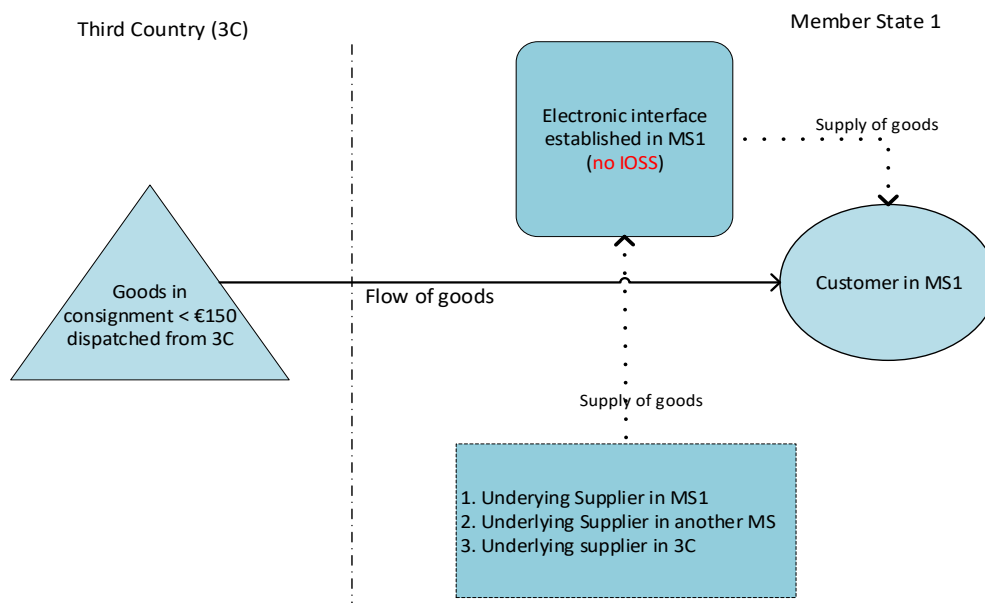 Third Country (3C)
Member State 1
Electronic interface
established in MS1
(no IOSS)
Supply of goods
Goods in
consignment < €150
dispatched from 3C
Flow of goods
Customer in MS1
Supply of goods
1. Underying Supplier in MS1
2. Underlying Supplier in another MS
3. Underlying supplier in 3C